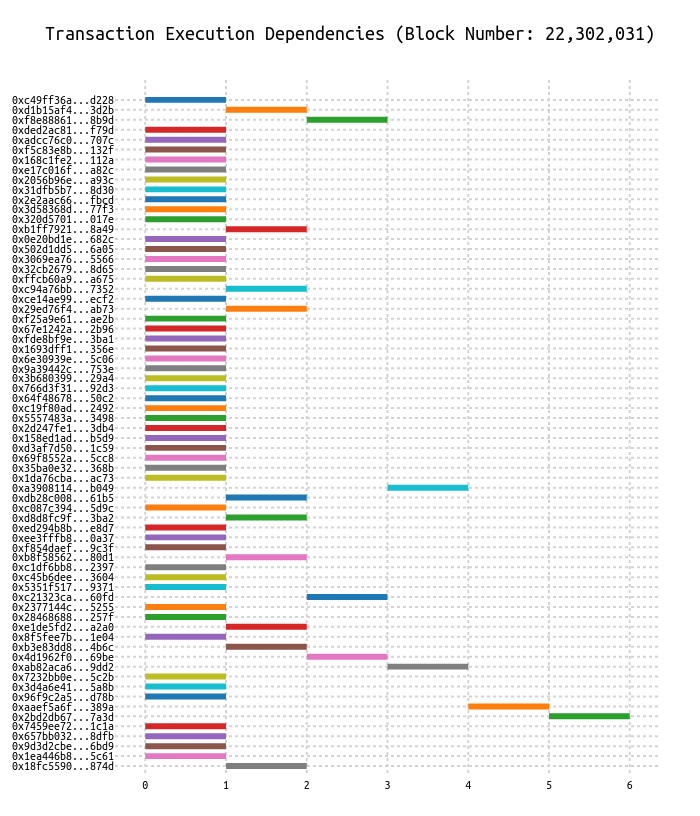 Transaction Execution Dependencies (Block Number: 22,302,031)
0xc49ff36a...d228
0xd1b15af4...3d2b
0xf8e88861...8b9d
0xded2ac81...f79d
0xadcc76c0...707c
0xf5c83e8b...132f
0x168c1fe2...112a
0xe17c016f...a82c
0x2056b96e...a93c
0x31dfb5b7...8d30
0x2e2aac66...fbcd
0x3d58368d...77f3
0x320d5701...017e
0xb1ff7921...8a49
0x0e20bd1e...682c
0x502d1dd5...6a05
0x3069ea76...5566
0x32cb2679...8d65
0xffcb60a9...a675
0xc94a76bb...7352
0xce14ae99...ecf2
0x29ed76f4...ab73
0xf25a9e61...ae2b
0x67e1242a...2b96
0xfde8bf9e...3ba1
0x1693dff1...356e
0x6e30939e...5c06
0x9a39442c...753e
0x3b680399...29a4
0x766d3f31...92d3
0x64f48678...50c2
0xc19f80ad...2492
0x5557483a...3498
0x2d247fe1...3db4
0x158ed1ad...b5d9
0xd3af7d50...1c59
0x69f8552a...5cc8
0x35ba0e32...368b
0x1da76cba...ac73
0xa3908114...b049
0xdb28c008...61b5
0xc087c394...5d9c
0xd8d8fc9f...3ba2
0xed294b8b...e8d7
0xee3fffb8...0a37
0xf854daef...9c3f
0xb8f58562...80d1
0xc1df6bb8...2397
0xc45b6dee...3604
0x5351f517...9371
0xc21323ca...60fd
0x2377144c...5255
0x28468688...257f
0xe1de5fd2...a2a0
0x8f5fee7b...1e04
0xb3e83dd8...4b6c
0x4d1962f0...69be
0xab82aca6...9dd2
0x7232bb0e...5c2b
0x3d4a6e41...5a8b
0x96f9c2a5...d78b
0xaaef5a6f...389a
0x2bd2db67...7a3d
0x7459ee72...1c1a
0x657bb032...8dfb
0x9d3d2cbe...6bd9
0x1ea446b8...5c61
0x18fc5590...874d
0 1 2 3 4 5 6